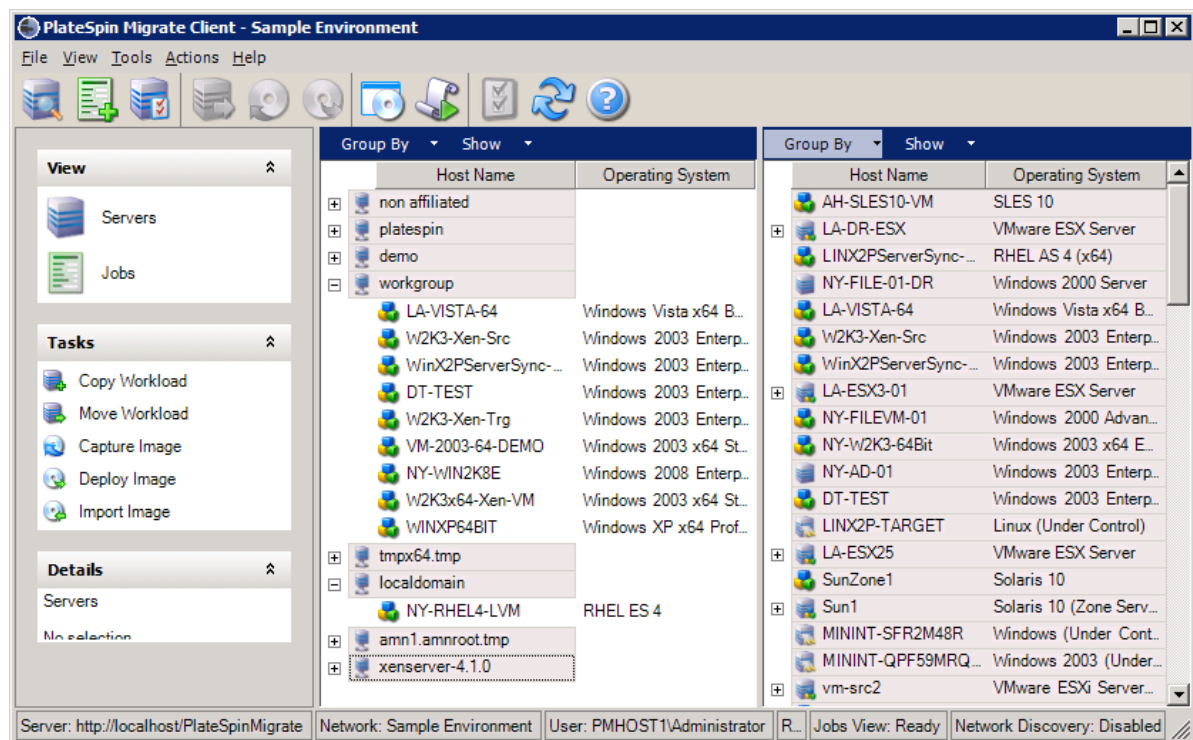 PlateSpin Migrate Client - Sample Environment
File View Tools Actions Help
View
Servers
Jobs
Tasks
Copy Workload
Move Workload
Capture Image
Deploy Image
Import Image
Details
Servers
No selection
Group By Show
Host Name Operating System
non affiliated
platespin
demo
workgroup
LA-VISTA-64 Windows Vista x64 B...
W2K3-Xen-Src Windows 2003 Enterp...
WinX2PServerSync-... Windows 2003 Enterp...
DT-TEST Windows 2003 Enterp...
W2K3-Xen-Trg Windows 2003 Enterp...
VM-2003-64-DEMO Windows 2003 x64 St...
NY-WIN2K8E Windows 2008 Enterp...
W2K3x64-Xen-VM Windows 2003 x64 St...
WINXP64BIT Windows XP x64 Prof...
tmpx64.tmp
localdomain
NY-RHEL4-LVM RHEL ES 4
amn1.amnroot.tmp
xenserver-4.1.0
Group By Show
Host Name Operating System
AH-SLES10-VM SLES 10
LA-DR-ESX VMware ESX Server
LINX2PServerSync-... RHEL AS 4 (x64)
NY-FILE-01-DR Windows 2000 Server
LA-VISTA-64 Windows Vista x64 B...
W2K3-Xen-Src Windows 2003 Enterp...
WinX2PServerSync-... Windows 2003 Enterp...
LA-ESX3-01 VMware ESX Server
NY-FILEVM-01 Windows 2000 Advan...
NY-W2K3-64Bit Windows 2003 x64 E...
NY-AD-01 Windows 2003 Enterp...
DT-TEST Windows 2003 Enterp...
LINX2P-TARGET Linux (Under Control)
LA-ESX25 VMware ESX Server
SunZone1 Solaris 10
Sun1 Solaris 10 (Zone Serv...
MININT-SFR2M48R Windows (Under Cont...
MININT-QPF59MRQ... Windows 2003 (Under...
vm-src2 VMware ESXi Server...
Server: http://localhost/PlateSpinMigrate Network: Sample Environment User: PMHOST1\Administrator R... Jobs View: Ready Network Discovery: Disabled